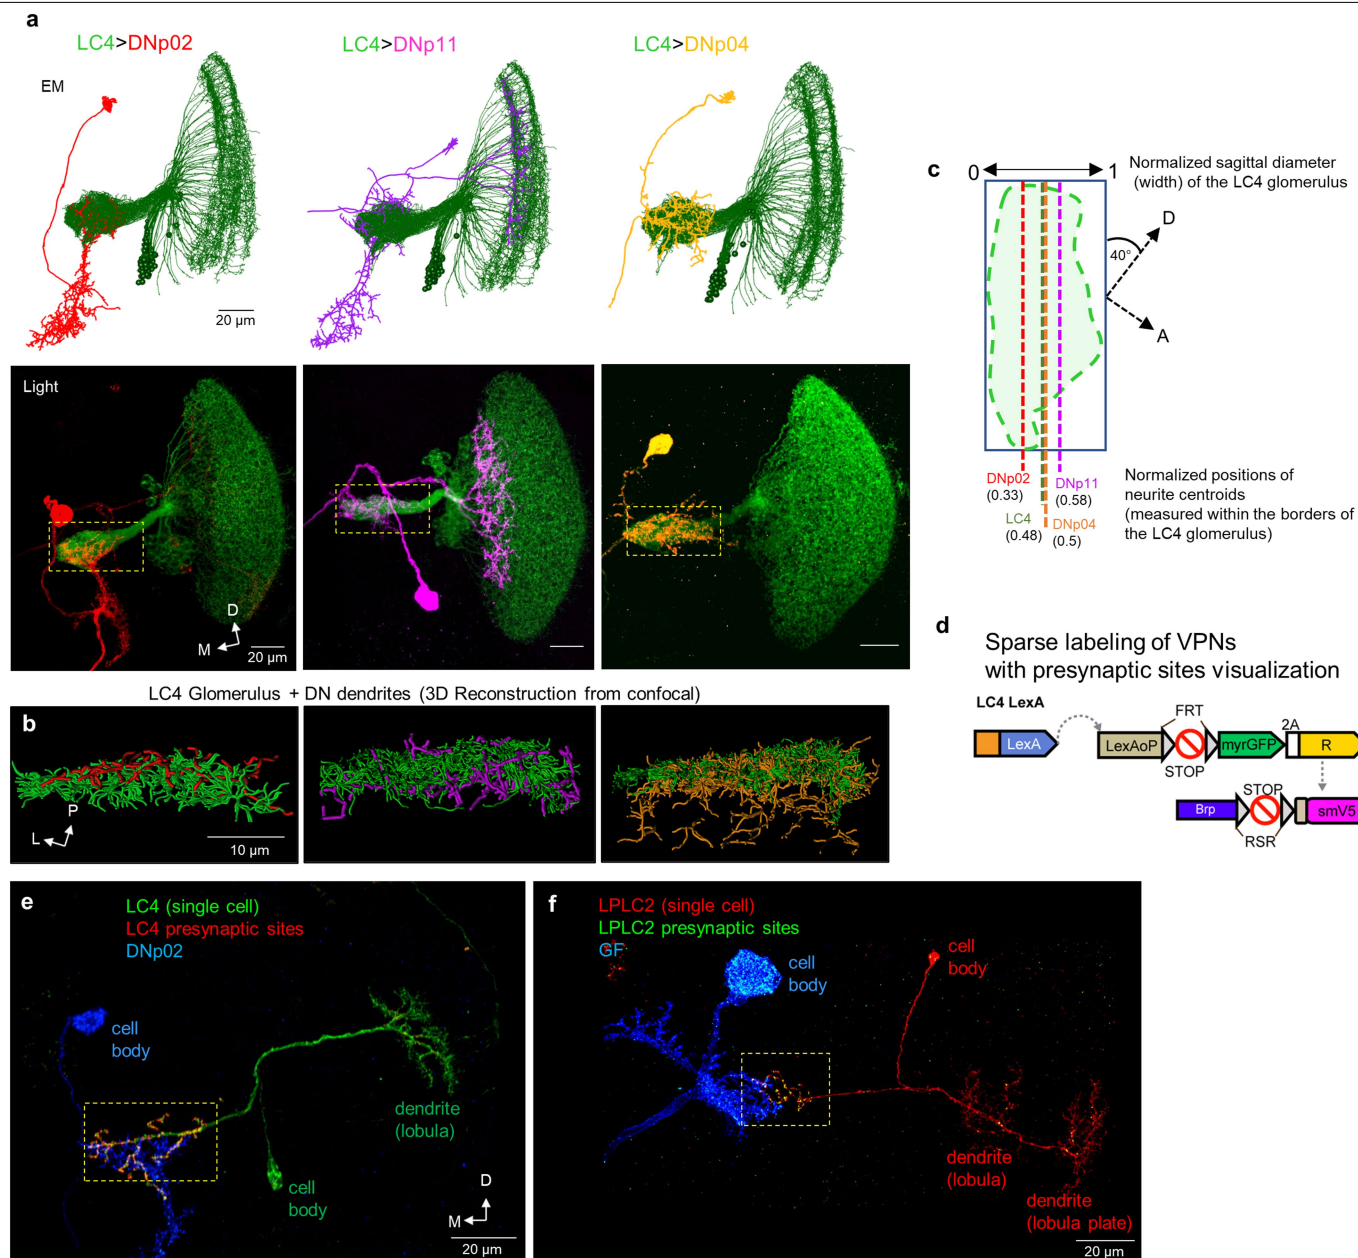 a
LC4>DNp02
LC4>DNp11
LC4>DNp04
EM
20 µm
Light
D
M
20 µm
LC4 Glomerulus + DN dendrites (3D Reconstruction from confocal)
b
P
L
10 µm
c
0
1
Normalized sagittal diameter
(width) of the LC4 glomerulus
D
40°
A
DNp02
(0.33)
DNp11
(0.58)
LC4
(0.48)
DNp04
(0.5)
Normalized positions of
neurite centroids
(measured within the borders of
the LC4 glomerulus)
d
Sparse labeling of VPNs
with presynaptic sites visualization
LC4 LexA
LexA
FRT
LexAoP
STOP
myrGFP
2A
R
Brp
STOP
RSR
smV5
e
LC4 (single cell)
LC4 presynaptic sites
DNp02
cell
body
dendrite
(lobula)
cell
body
D
M
20 µm
f
LPLC2 (single cell)
LPLC2 presynaptic sites
GF
cell
body
cell
body
dendrite
(lobula)
dendrite
(lobula plate)
20 µm